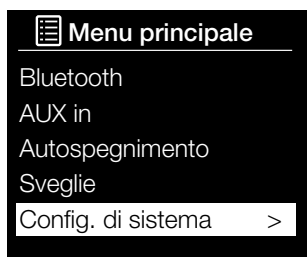 Menu principale
Bluetooth
AUX in
Autospegnimento
Sveglie
Config. di sistema >